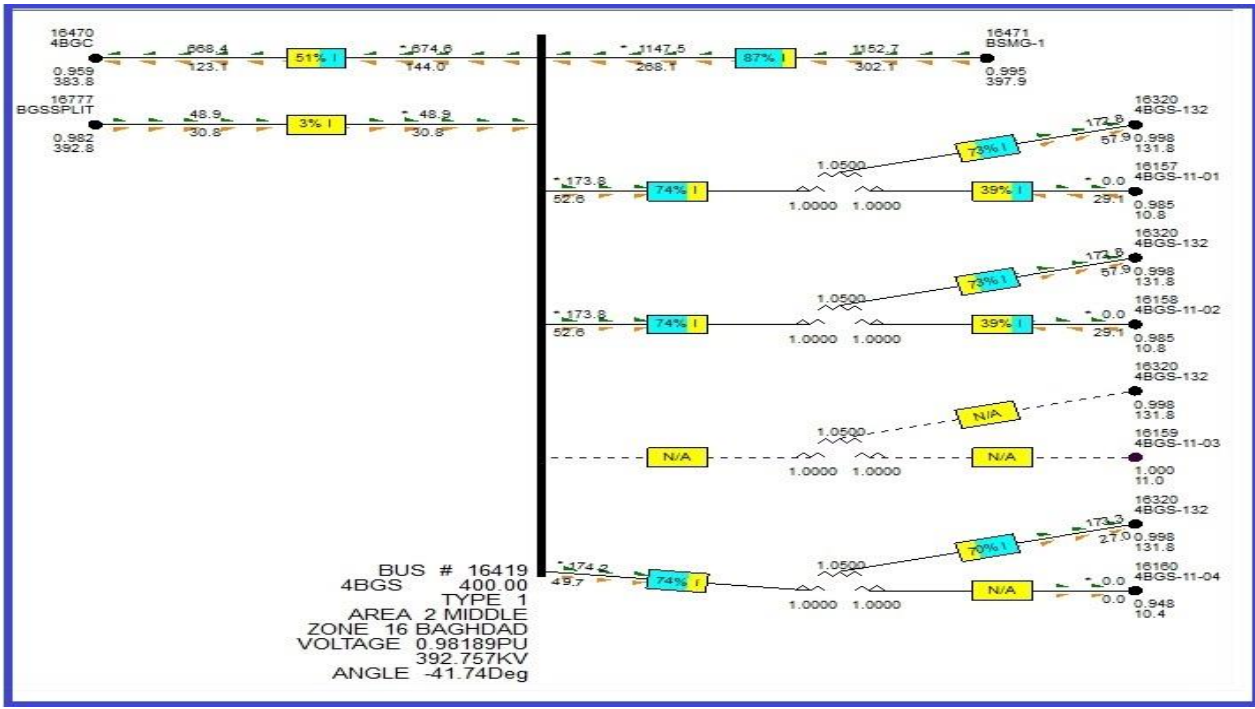 16470
4BGC
0.959
383.8
668.4
123.1
51% I
* 674.6
144.0
* 1147.5
268.1
87% I
1152.7
302.1
16471
BSMG-1
0.995
397.9
16777
BGSSPLIT
0.982
392.8
48.9
30.8
3% I
* 48.9
30.8
16320
4BGS-132
172.8
57.9
0.998
131.8
73% I
1.0500
16157
4BGS-11-01
* 173.8
52.6
74% I
1.0000 1.0000
39% I
* 0.0
29.1
0.985
10.8
16320
4BGS-132
172.8
57.9
0.998
131.8
73% I
1.0500
16158
4BGS-11-02
* 173.8
52.6
74% I
1.0000 1.0000
39% I
* 0.0
29.1
0.985
10.8
16320
4BGS-132
0.998
131.8
N/A
1.0500
16159
4BGS-11-03
N/A
1.0000 1.0000
N/A
1.000
11.0
16320
4BGS-132
173.3
27.0
0.998
131.8
70% I
1.0500
16160
4BGS-11-04
* 174.2
49.7
74% I
1.0000 1.0000
N/A
* 0.0
0.0
0.948
10.4
BUS # 16419
4BGS 400.00
TYPE 1
AREA 2 MIDDLE
ZONE 16 BAGHDAD
VOLTAGE 0.98189PU
392.757KV
ANGLE -41.74Deg